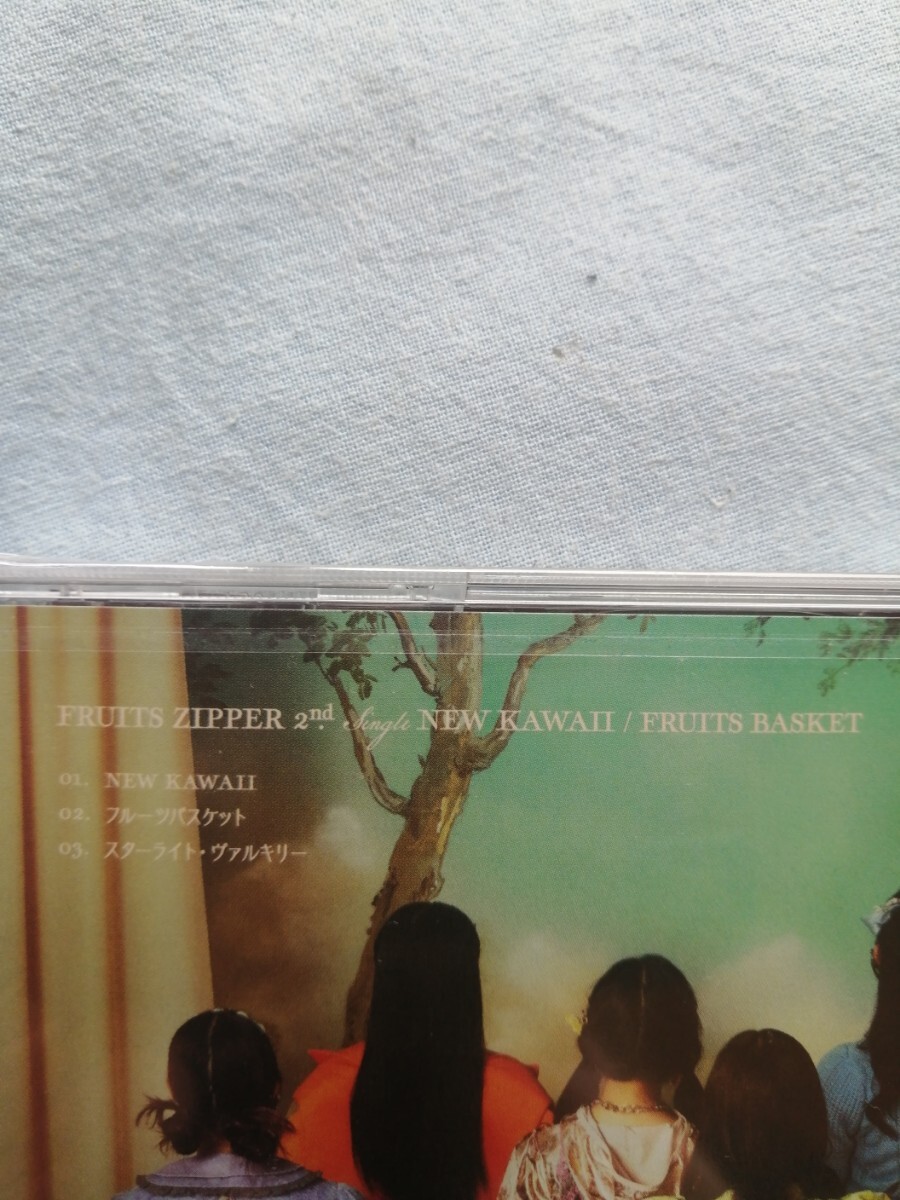 FRUITS ZIPPER 2nd. Single NEW KAWAII / FRUITS BASKET
01. NEW KAWAII
02. フルーツバスケット
03. スターライト・ヴァルキリー